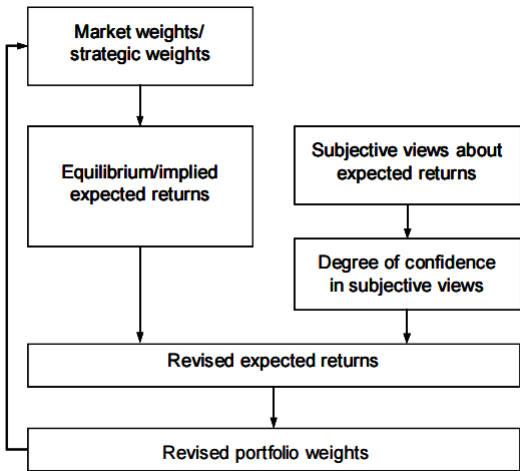 Market weights/
strategic weights
Equilibrium/implied
expected returns
Subjective views about
expected returns
Degree of confidence
in subjective views
Revised expected returns
Revised portfolio weights